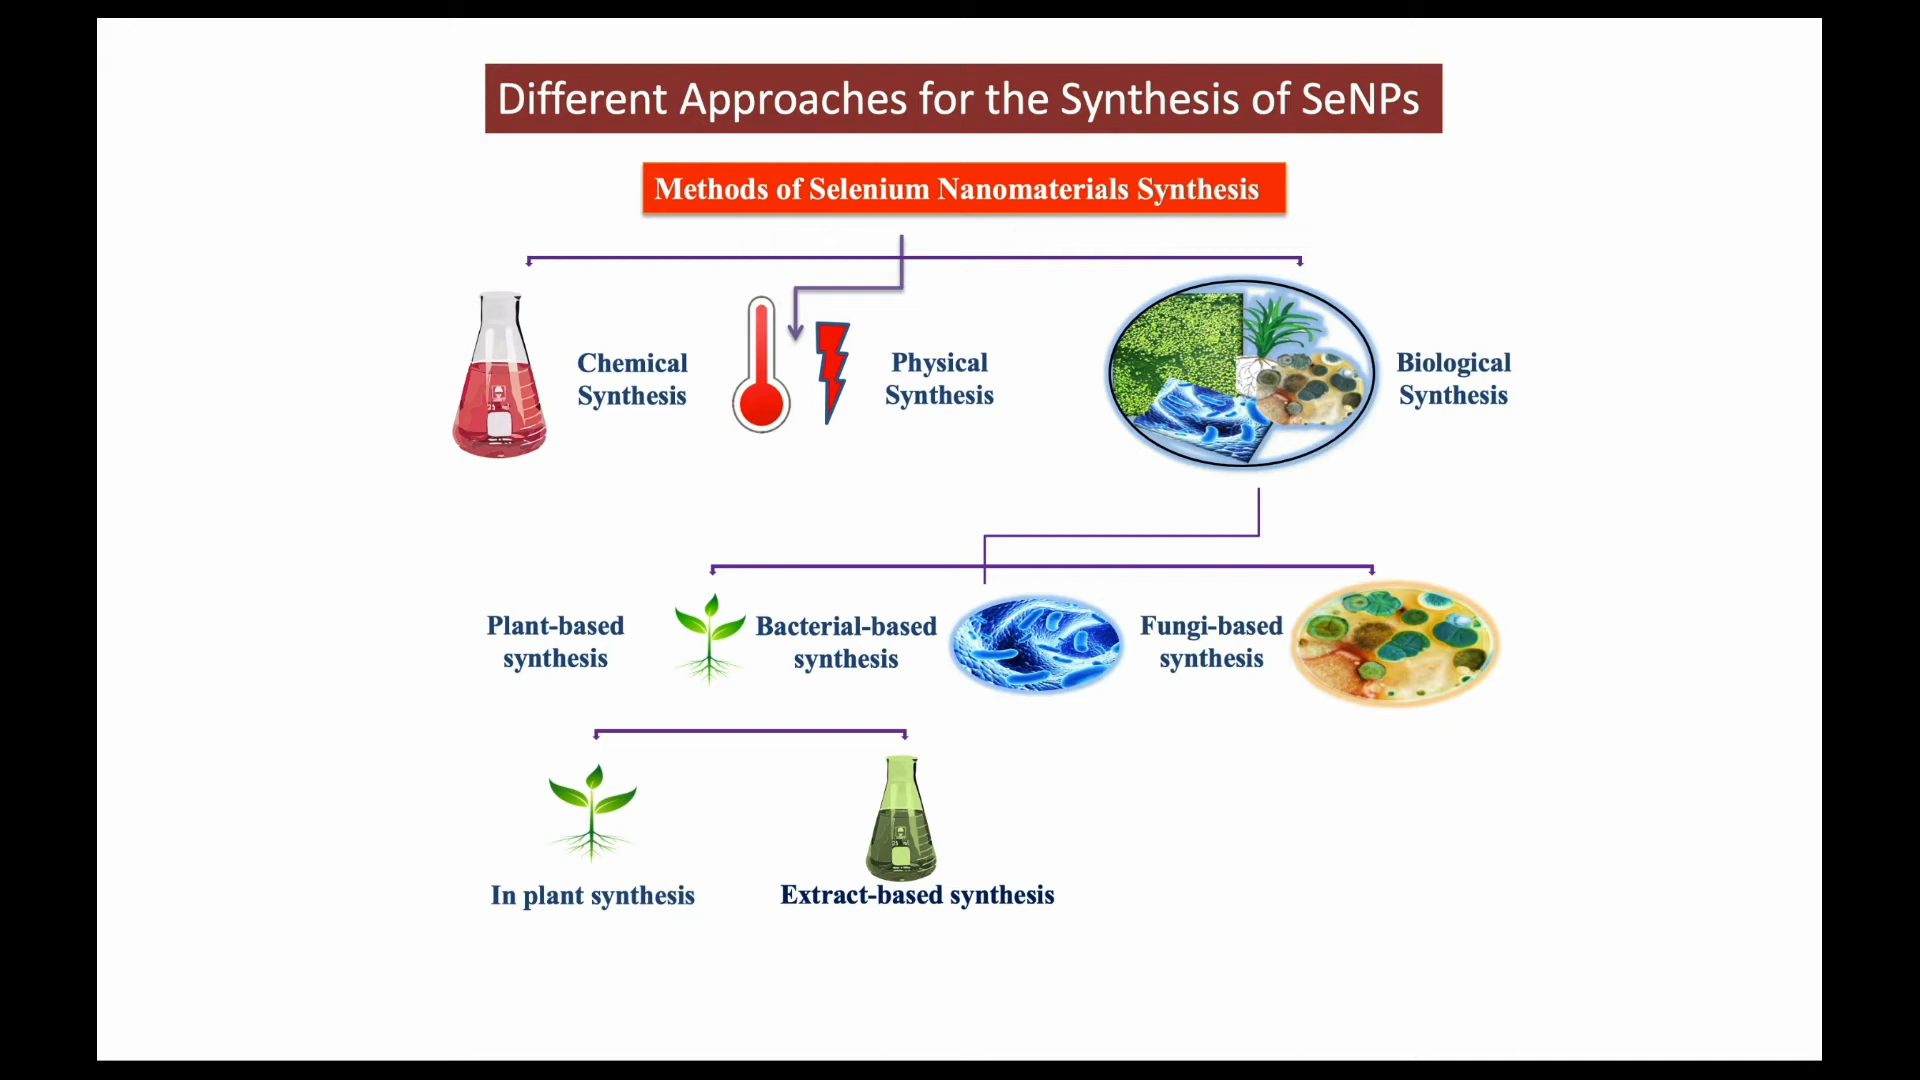 Different Approaches for the Synthesis of SeNPs
Methods of Selenium Nanomaterials Synthesis
Chemical
Synthesis
Physical
Synthesis
Biological
Synthesis
Plant-based
synthesis
Bacterial-based
synthesis
Fungi-based
synthesis
In plant synthesis
Extract-based synthesis